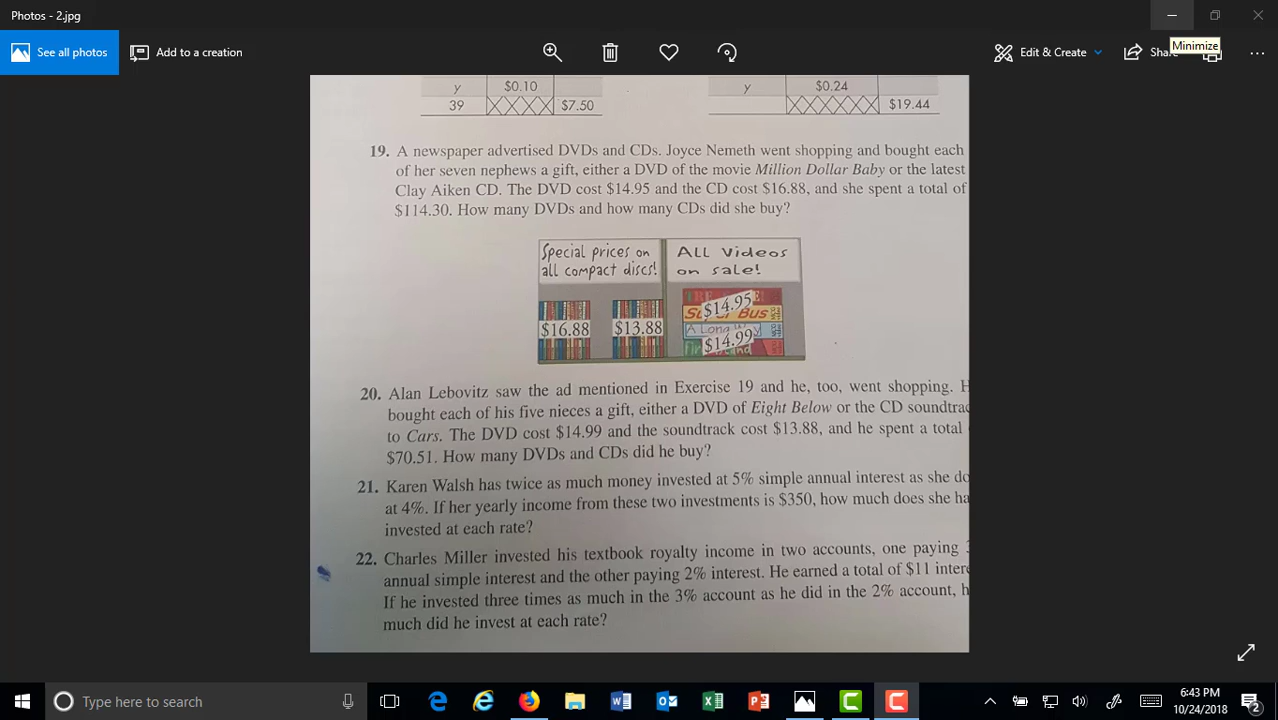 Photos - 2.jpg
Minimize
See all photos
Add to a creation
Edit & Create
y $0.10
39 $7.50
y $0.24
$19.44
19. A newspaper advertised DVDs and CDs. Joyce Nemeth went shopping and bought each
of her seven nephews a gift, either a DVD of the movie Million Dollar Baby or the latest
Clay Aiken CD. The DVD cost $14.95 and the CD cost $16.88, and she spent a total of
$114.30. How many DVDs and how many CDs did she buy?
Special prices on
all compact discs!
ALL Videos
on sale!
$16.88
$13.88
$14.95
Bus
A Long
$14.99
20. Alan Lebovitz saw the ad mentioned in Exercise 19 and he, too, went shopping. H
bought each of his five nieces a gift, either a DVD of Eight Below or the CD soundtrac
to Cars. The DVD cost $14.99 and the soundtrack cost $13.88, and he spent a total
$70.51. How many DVDs and CDs did he buy?
21. Karen Walsh has twice as much money invested at 5% simple annual interest as she do
at 4%. If her yearly income from these two investments is $350, how much does she ha
invested at each rate?
22. Charles Miller invested his textbook royalty income in two accounts, one paying
annual simple interest and the other paying 2% interest. He earned a total of $11 intere
If he invested three times as much in the 3% account as he did in the 2% account, h
much did he invest at each rate?
Type here to search
6:43 PM
10/24/2018
2